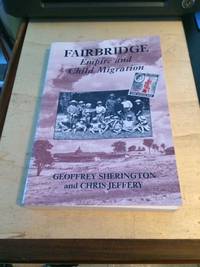 FAIRBRIDGE
Empire and
Child Migration
GEOFFREY SHERINGTON
and CHRIS JEFFERY